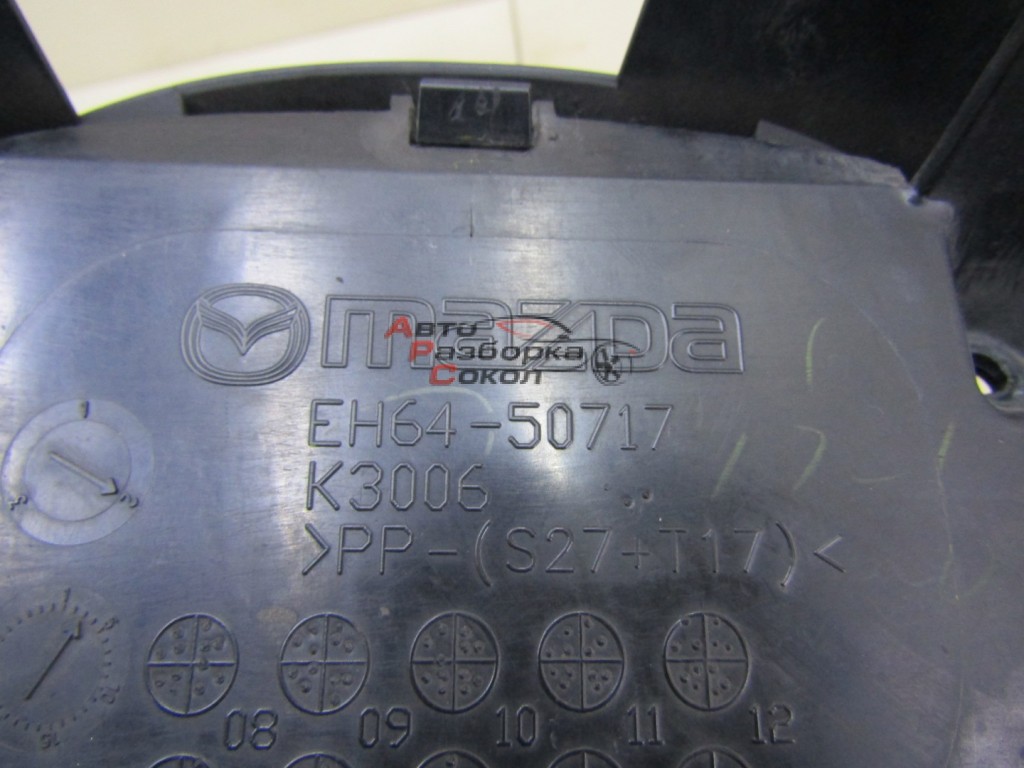 mazda
АВТО
РАЗБОРКА
СОКОЛ
EH64-50717
K3006
>PP-(S27+T17)<
08 09 10 11 12